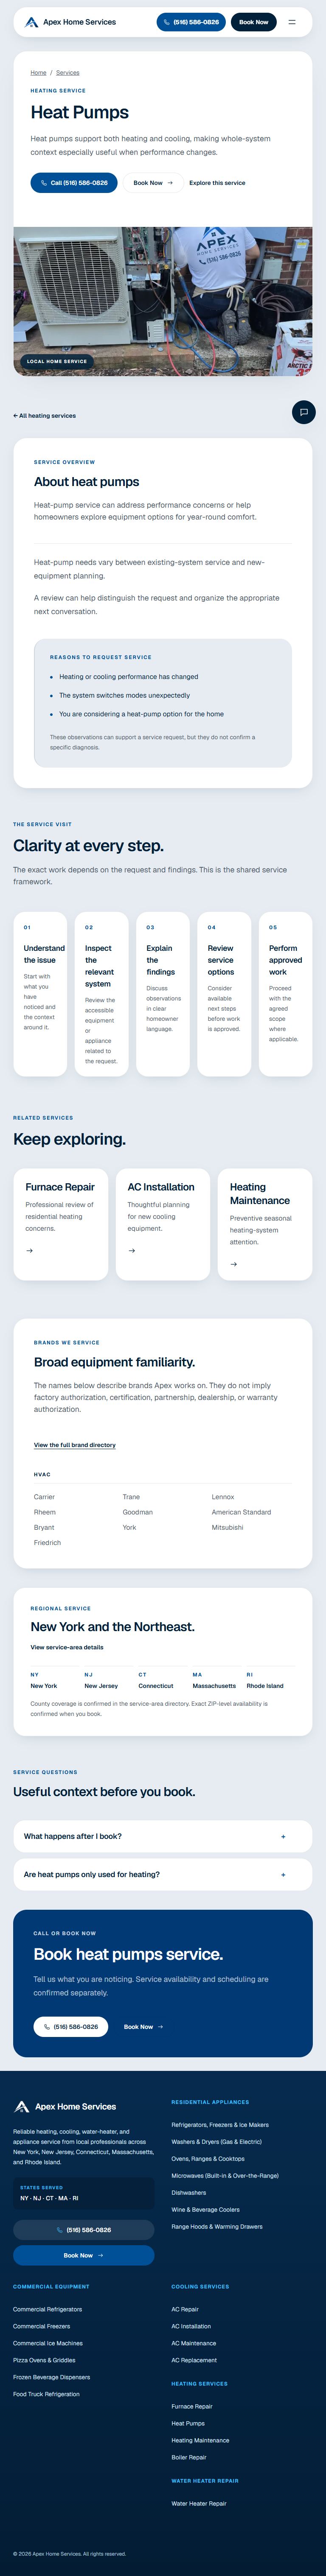 Apex Home Services
(516) 586-0826
Book Now
Home / Services
HEATING SERVICE
Heat Pumps
Heat pumps support both heating and cooling, making whole-system
context especially useful when performance changes.
Call (516) 586-0826
Book Now →
Explore this service
APEX
HOME SERVICES
(516) 586-0826
LOCAL HOME SERVICE
← All heating services
SERVICE OVERVIEW
About heat pumps
Heat-pump service can address performance concerns or help
homeowners explore equipment options for year-round comfort.
Heat-pump needs vary between existing-system service and new-
equipment planning.
A review can help distinguish the request and organize the appropriate
next conversation.
REASONS TO REQUEST SERVICE
• Heating or cooling performance has changed
• The system switches modes unexpectedly
• You are considering a heat-pump option for the home
These observations can support a service request, but they do not confirm a
specific diagnosis.
THE SERVICE VISIT
Clarity at every step.
The exact work depends on the request and findings. This is the shared service
framework.
01
Understand
the issue
Start with
what you
have
noticed and
the context
around it.
02
Inspect
the
relevant
system
Review the
accessible
equipment
or
appliance
related to
the request.
03
Explain
the
findings
Discuss
observations
in clear
homeowner
language.
04
Review
service
options
Consider
available
next steps
before work
is approved.
05
Perform
approved
work
Proceed
with the
agreed
scope
where
applicable.
RELATED SERVICES
Keep exploring.
Furnace Repair
Professional review of
residential heating
concerns.
→
AC Installation
Thoughtful planning
for new cooling
equipment.
→
Heating
Maintenance
Preventive seasonal
heating-system
attention.
→
BRANDS WE SERVICE
Broad equipment familiarity.
The names below describe brands Apex works on. They do not imply
factory authorization, certification, partnership, dealership, or warranty
authorization.
View the full brand directory
HVAC
Carrier
Trane
Lennox
Rheem
Goodman
American Standard
Bryant
York
Mitsubishi
Friedrich
REGIONAL SERVICE
New York and the Northeast.
View service-area details
NY
New York
NJ
New Jersey
CT
Connecticut
MA
Massachusetts
RI
Rhode Island
County coverage is confirmed in the service-area directory. Exact ZIP-level availability is
confirmed when you book.
SERVICE QUESTIONS
Useful context before you book.
What happens after I book? +
Are heat pumps only used for heating? +
CALL OR BOOK NOW
Book heat pumps service.
Tell us what you are noticing. Service availability and scheduling are
confirmed separately.
(516) 586-0826
Book Now →
Apex Home Services
Reliable heating, cooling, water-heater, and
appliance service from local professionals across
New York, New Jersey, Connecticut, Massachusetts,
and Rhode Island.
STATES SERVED
NY · NJ · CT · MA · RI
(516) 586-0826
Book Now →
RESIDENTIAL APPLIANCES
Refrigerators, Freezers & Ice Makers
Washers & Dryers (Gas & Electric)
Ovens, Ranges & Cooktops
Microwaves (Built-in & Over-the-Range)
Dishwashers
Wine & Beverage Coolers
Range Hoods & Warming Drawers
COMMERCIAL EQUIPMENT
Commercial Refrigerators
Commercial Freezers
Commercial Ice Machines
Pizza Ovens & Griddles
Frozen Beverage Dispensers
Food Truck Refrigeration
COOLING SERVICES
AC Repair
AC Installation
AC Maintenance
AC Replacement
HEATING SERVICES
Furnace Repair
Heat Pumps
Heating Maintenance
Boiler Repair
WATER HEATER REPAIR
Water Heater Repair
© 2026 Apex Home Services. All rights reserved.